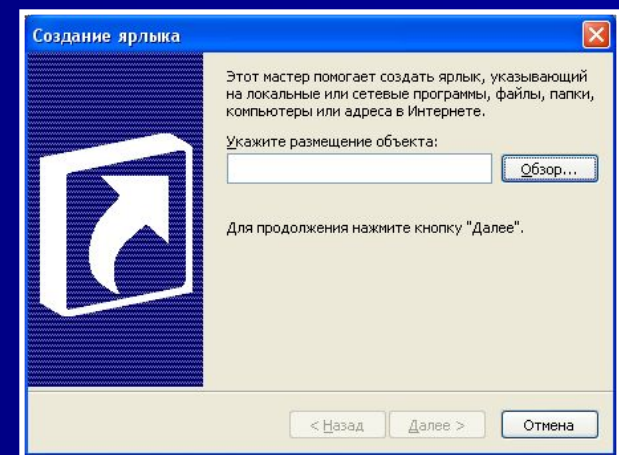 Создание ярлыка
Этот мастер помогает создать ярлык, указывающий
на локальные или сетевые программы, файлы, папки,
компьютеры или адреса в Интернете.
Укажите размещение объекта:
Обзор...
Для продолжения нажмите кнопку "Далее".
< Назад Далее > Отмена